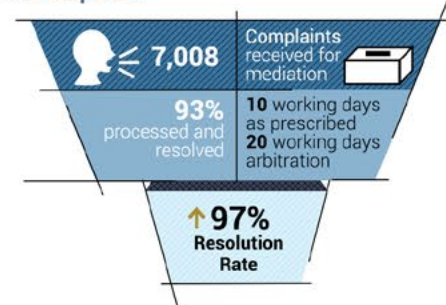 7,008
Complaints
received for
mediation
93%
processed and
resolved
10 working days
as prescribed
20 working days
arbitration
↑ 97%
Resolution
Rate